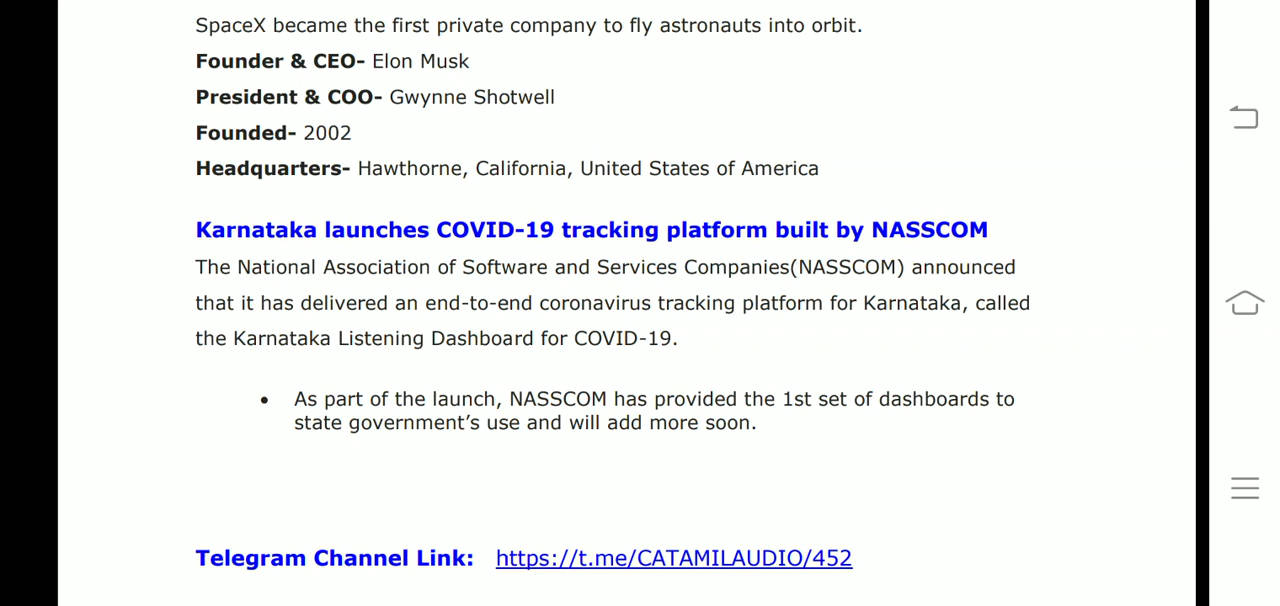 SpaceX became the first private company to fly astronauts into orbit.
Founder & CEO- Elon Musk
President & COO- Gwynne Shotwell
Founded- 2002
Headquarters- Hawthorne, California, United States of America
Karnataka launches COVID-19 tracking platform built by NASSCOM
The National Association of Software and Services Companies(NASSCOM) announced
that it has delivered an end-to-end coronavirus tracking platform for Karnataka, called
the Karnataka Listening Dashboard for COVID-19.
• As part of the launch, NASSCOM has provided the 1st set of dashboards to
state government’s use and will add more soon.
Telegram Channel Link: https://t.me/CATAMILAUDIO/452